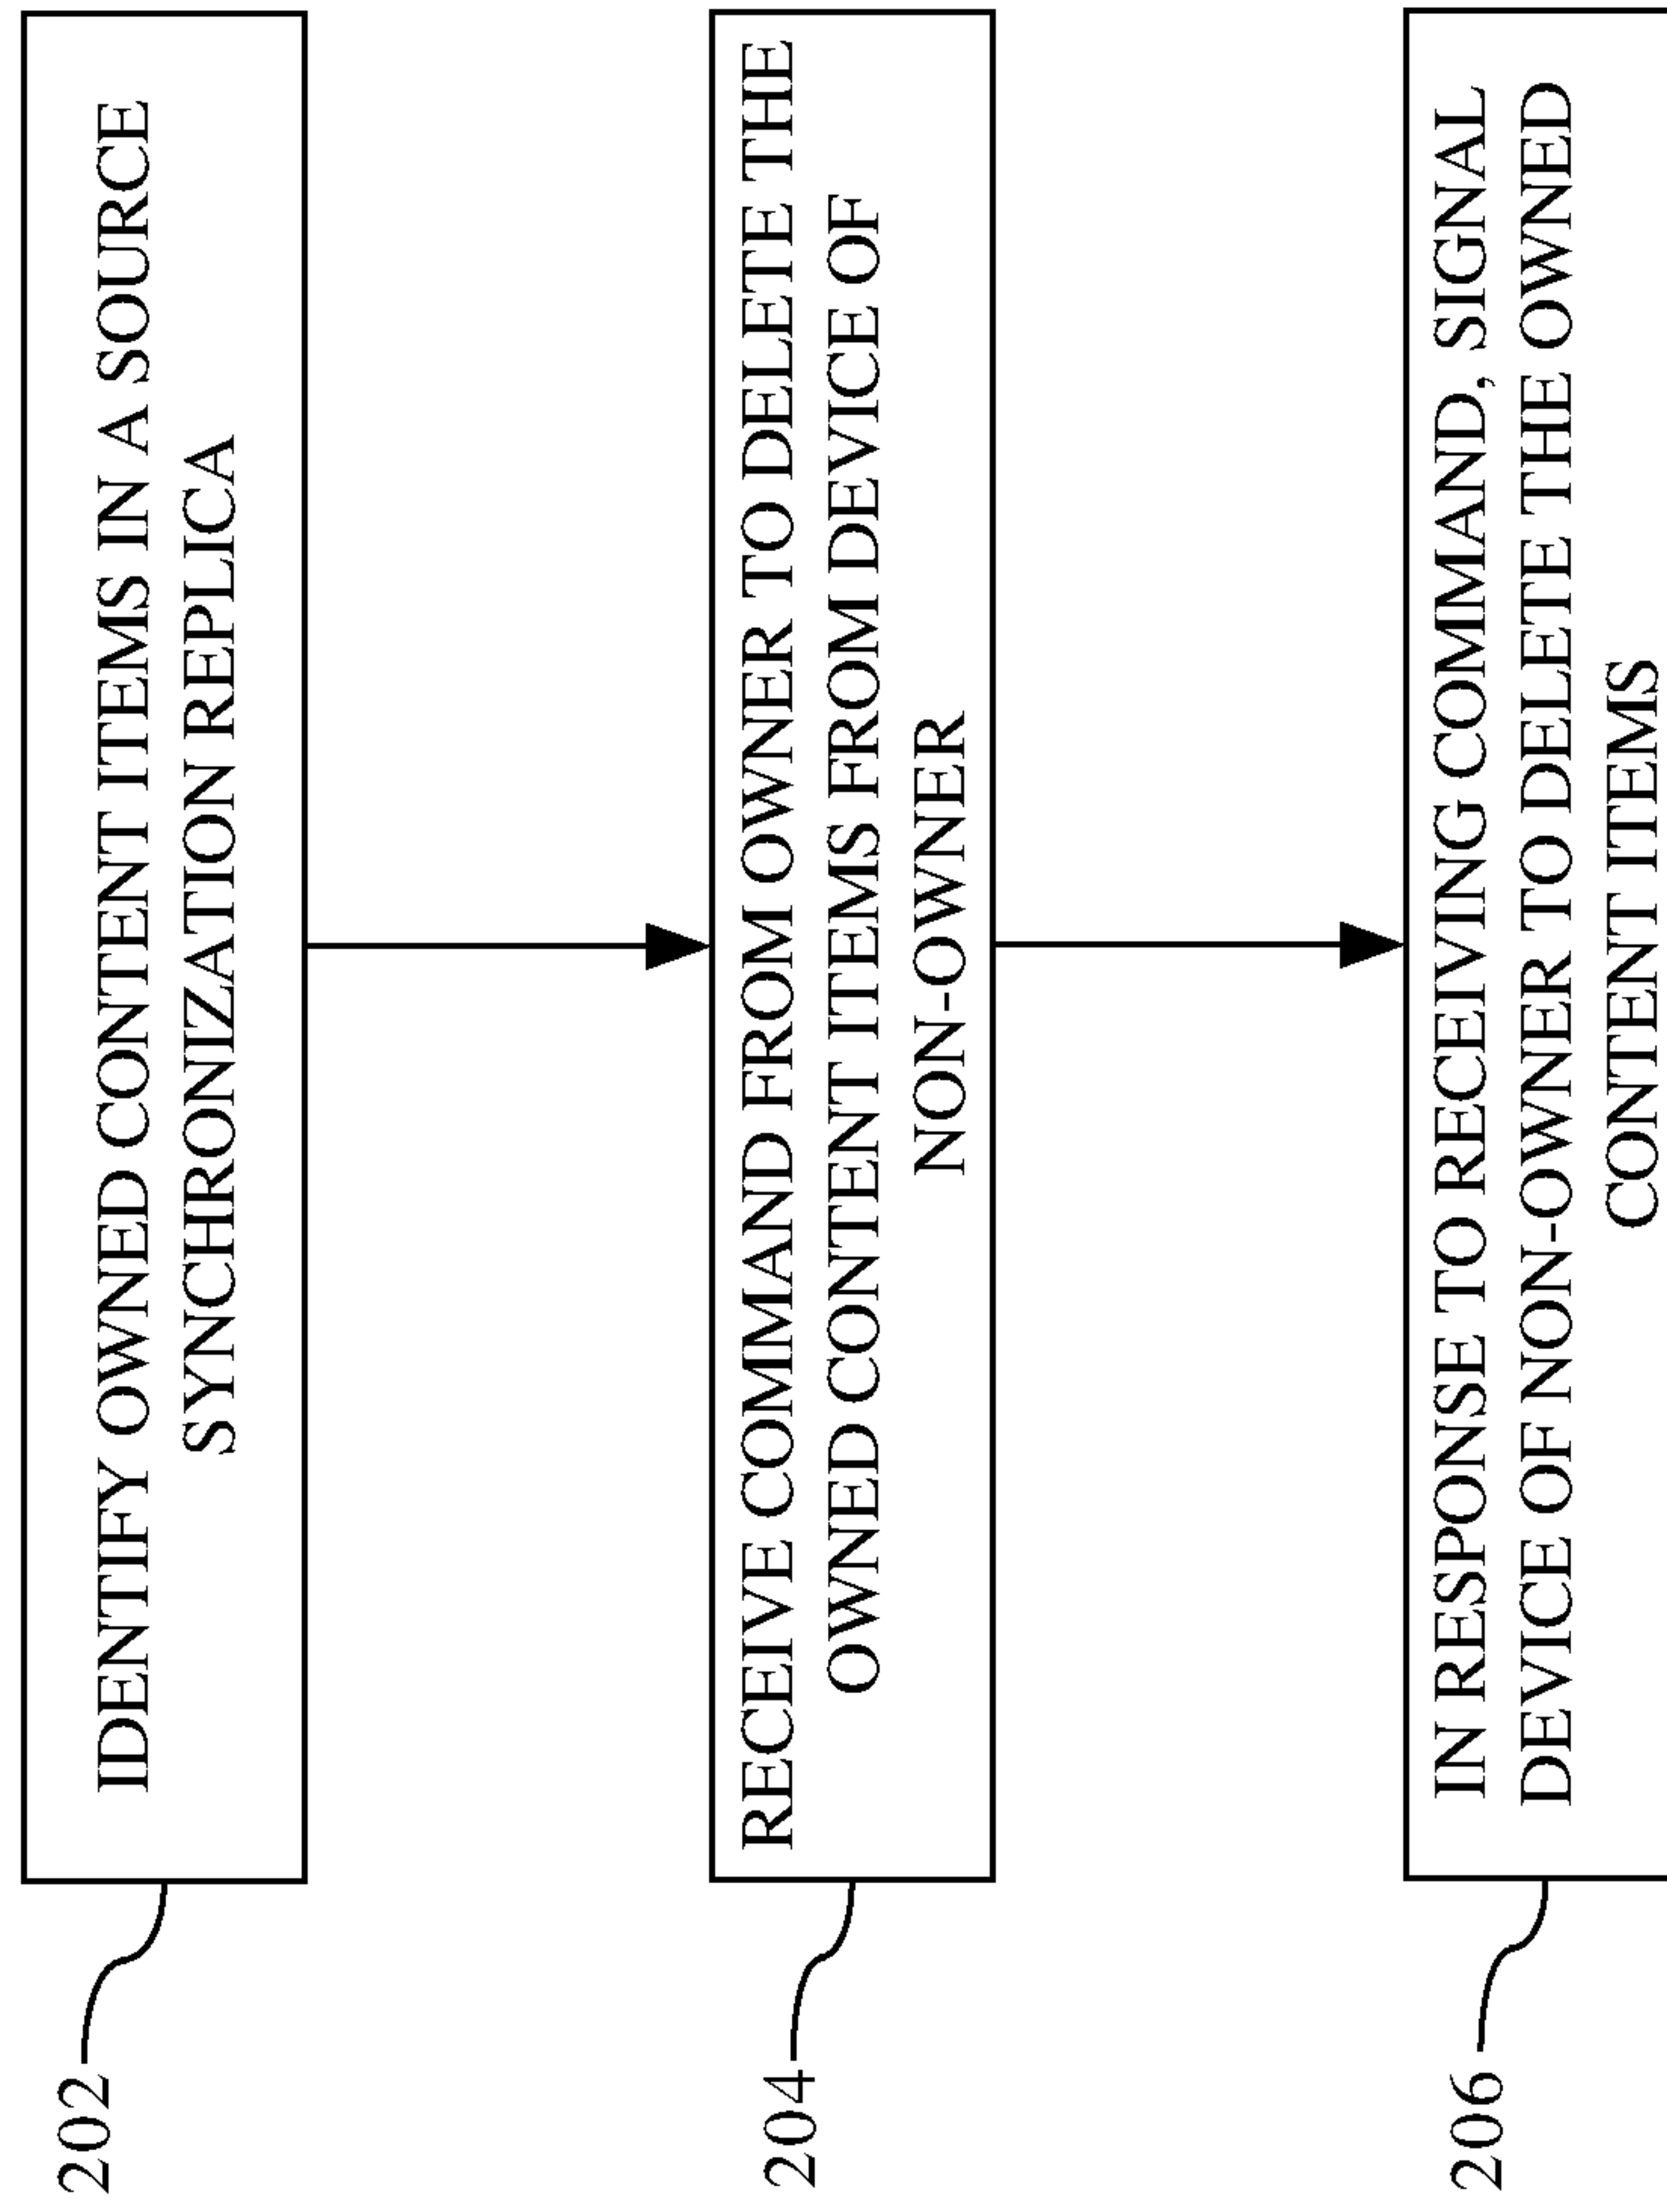 202
IDENTIFY OWNED CONTENT ITEMS IN A SOURCE
SYNCHRONIZATION REPLICA
204
RECEIVE COMMAND FROM OWNER TO DELETE THE
OWNED CONTENT ITEMS FROM DEVICE OF
NON-OWNER
206
IN RESPONSE TO RECEIVING COMMAND, SIGNAL
DEVICE OF NON-OWNER TO DELETE THE OWNED
CONTENT ITEMS